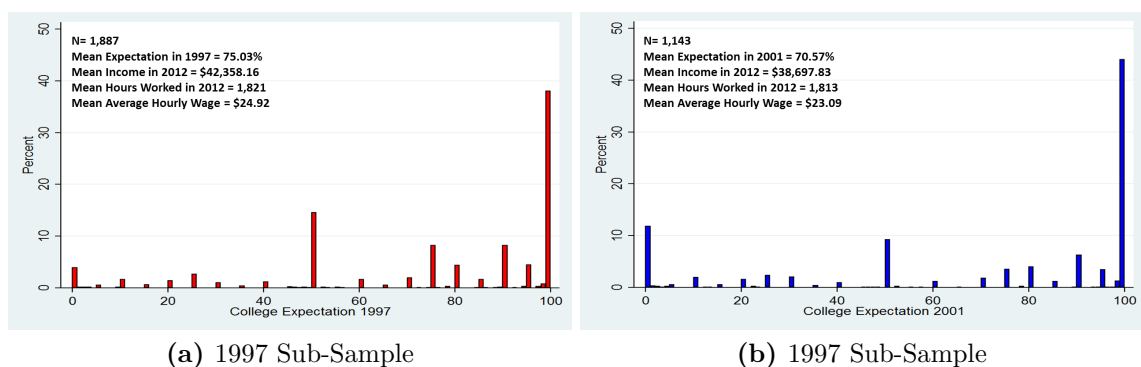 50
40
30
20
10
0
Percent
N= 1,887
Mean Expectation in 1997 = 75.03%
Mean Income in 2012 = $42,358.16
Mean Hours Worked in 2012 = 1,821
Mean Average Hourly Wage = $24.92
0 20 40 60 80 100
College Expectation 1997
(a) 1997 Sub-Sample
50
40
30
20
10
0
Percent
N= 1,143
Mean Expectation in 2001 = 70.57%
Mean Income in 2012 = $38,697.83
Mean Hours Worked in 2012 = 1,813
Mean Average Hourly Wage = $23.09
0 20 40 60 80 100
College Expectation 2001
(b) 1997 Sub-Sample